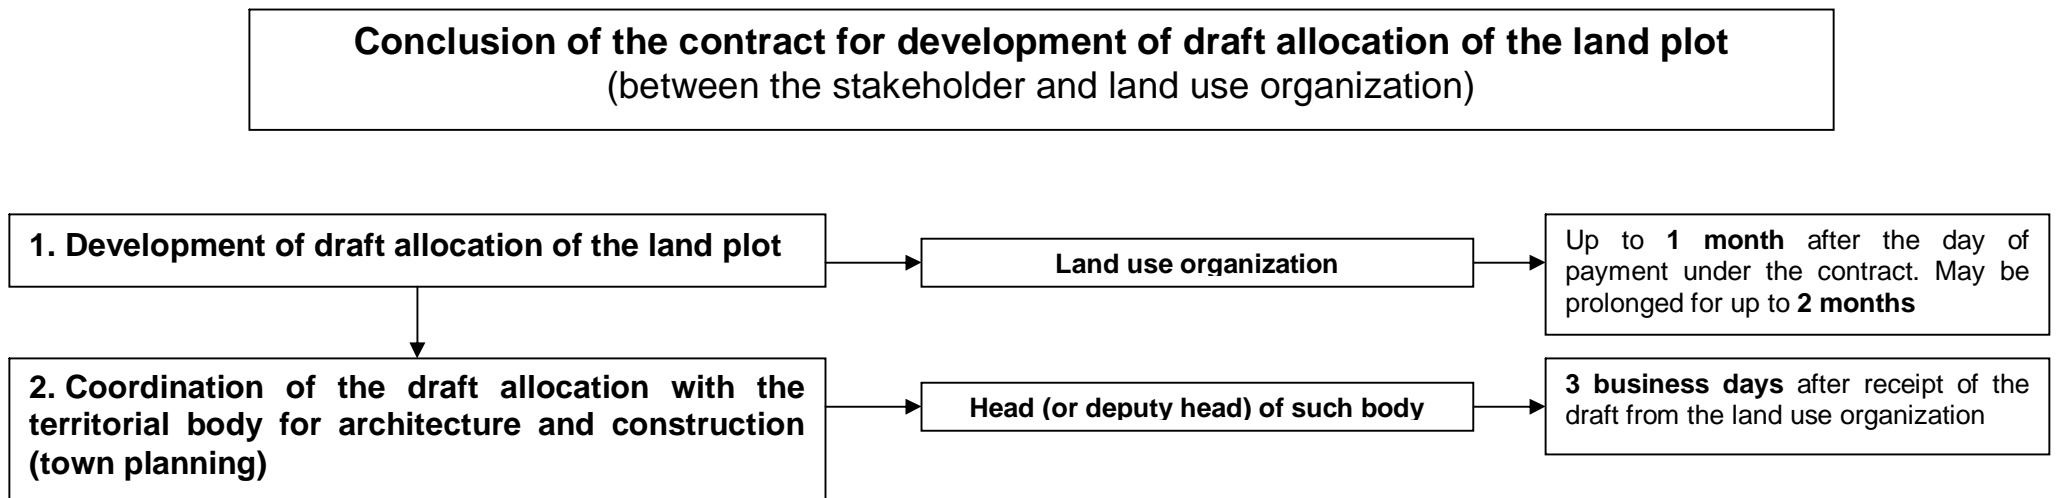 Conclusion of the contract for development of draft allocation of the land plot
(between the stakeholder and land use organization)
1. Development of draft allocation of the land plot
Land use organization
Up to 1 month after the day of
payment under the contract. May be
prolonged for up to 2 months
2. Coordination of the draft allocation with the
territorial body for architecture and construction
(town planning)
Head (or deputy head) of such body
3 business days after receipt of the
draft from the land use organization